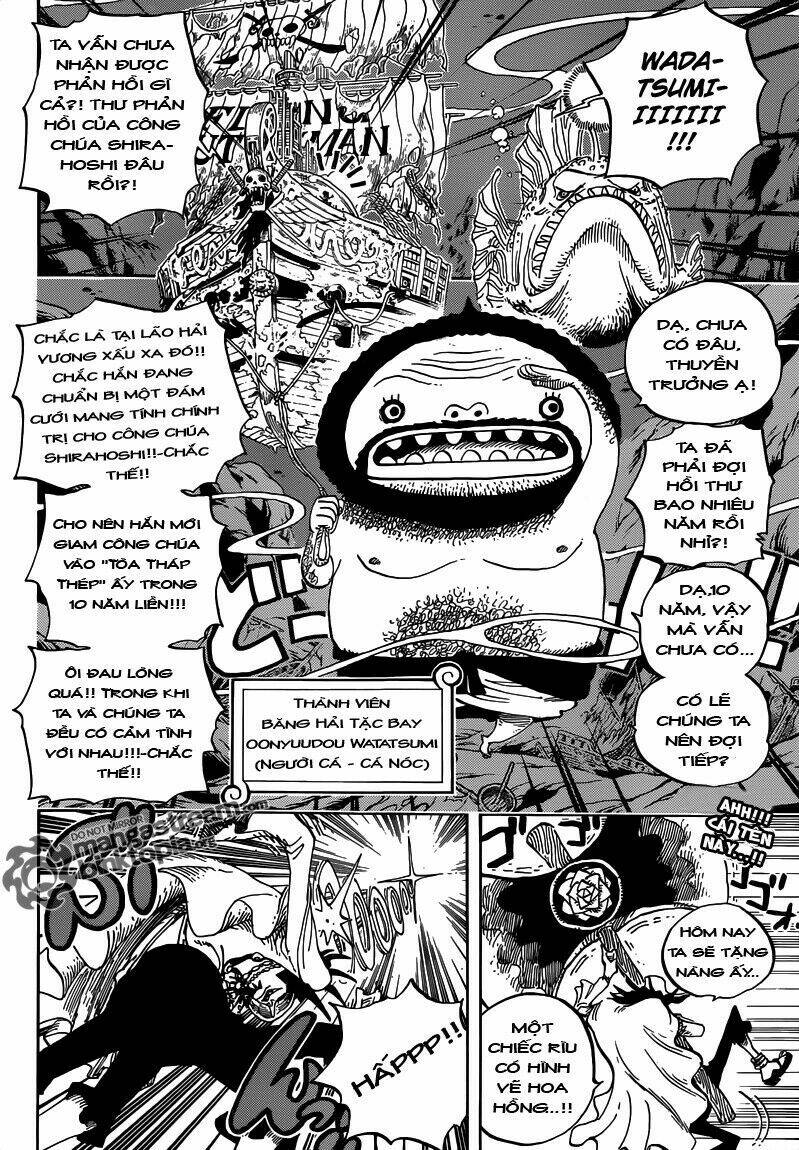 WADA-
TSUMI-
IIIIIII
!!!
TA VẪN CHƯA
NHẬN ĐƯỢC
PHẢN HỒI GÌ
CẢ?! THƯ PHẢN
HỒI CỦA CÔNG
CHÚA SHIRA-
HOSHI ĐÂU
RỒI?!
DẠ, CHƯA
CÓ ĐÂU,
THUYỀN
TRƯỞNG Ạ!
CHẮC LÀ TẠI LÃO HẢI
VƯƠNG XẤU XA ĐÓ!!
CHẮC HẮN ĐANG
CHUẨN BỊ MỘT ĐÁM
CƯỚI MANG TÍNH CHÍNH
TRỊ CHO CÔNG CHÚA
SHIRAHOSHI!!-CHẮC
THẾ!!
TA ĐÃ
PHẢI ĐỢI
HỒI THƯ
BAO NHIÊU
NĂM RỒI
NHỈ?!
CHO NÊN HẮN MỚI
GIAM CÔNG CHÚA
VÀO "TÒA THÁP
THÉP" ẤY TRONG
10 NĂM LIỀN!!!
DẠ,10
NĂM, VẬY
MÀ VẪN
CHƯA CÓ...
ÔI ĐAU LÒNG
QUÁ!! TRONG KHI
TA VÀ CHÚNG TA
ĐỀU CÓ CẢM TÌNH
VỚI NHAU!!!-CHẮC
THẾ!!
CÓ LẼ
CHÚNG TA
NÊN ĐỢI
TIẾP?
THÀNH VIÊN
BĂNG HẢI TẶC BAY
OONYUUDOU WATATSUMI
(NGƯỜI CÁ - CÁ NÓC)
AHH!!!
CÁI TÊN
NÀY...!!
HÔM NAY
TA SẼ TẶNG
NÀNG ẤY..
MỘT
CHIẾC RÌU
CÓ HÌNH
VẼ HOA
HỒNG..!!
DO NOT MIRROR
mangastream.com
pinktopia.org
HẤPPP!!